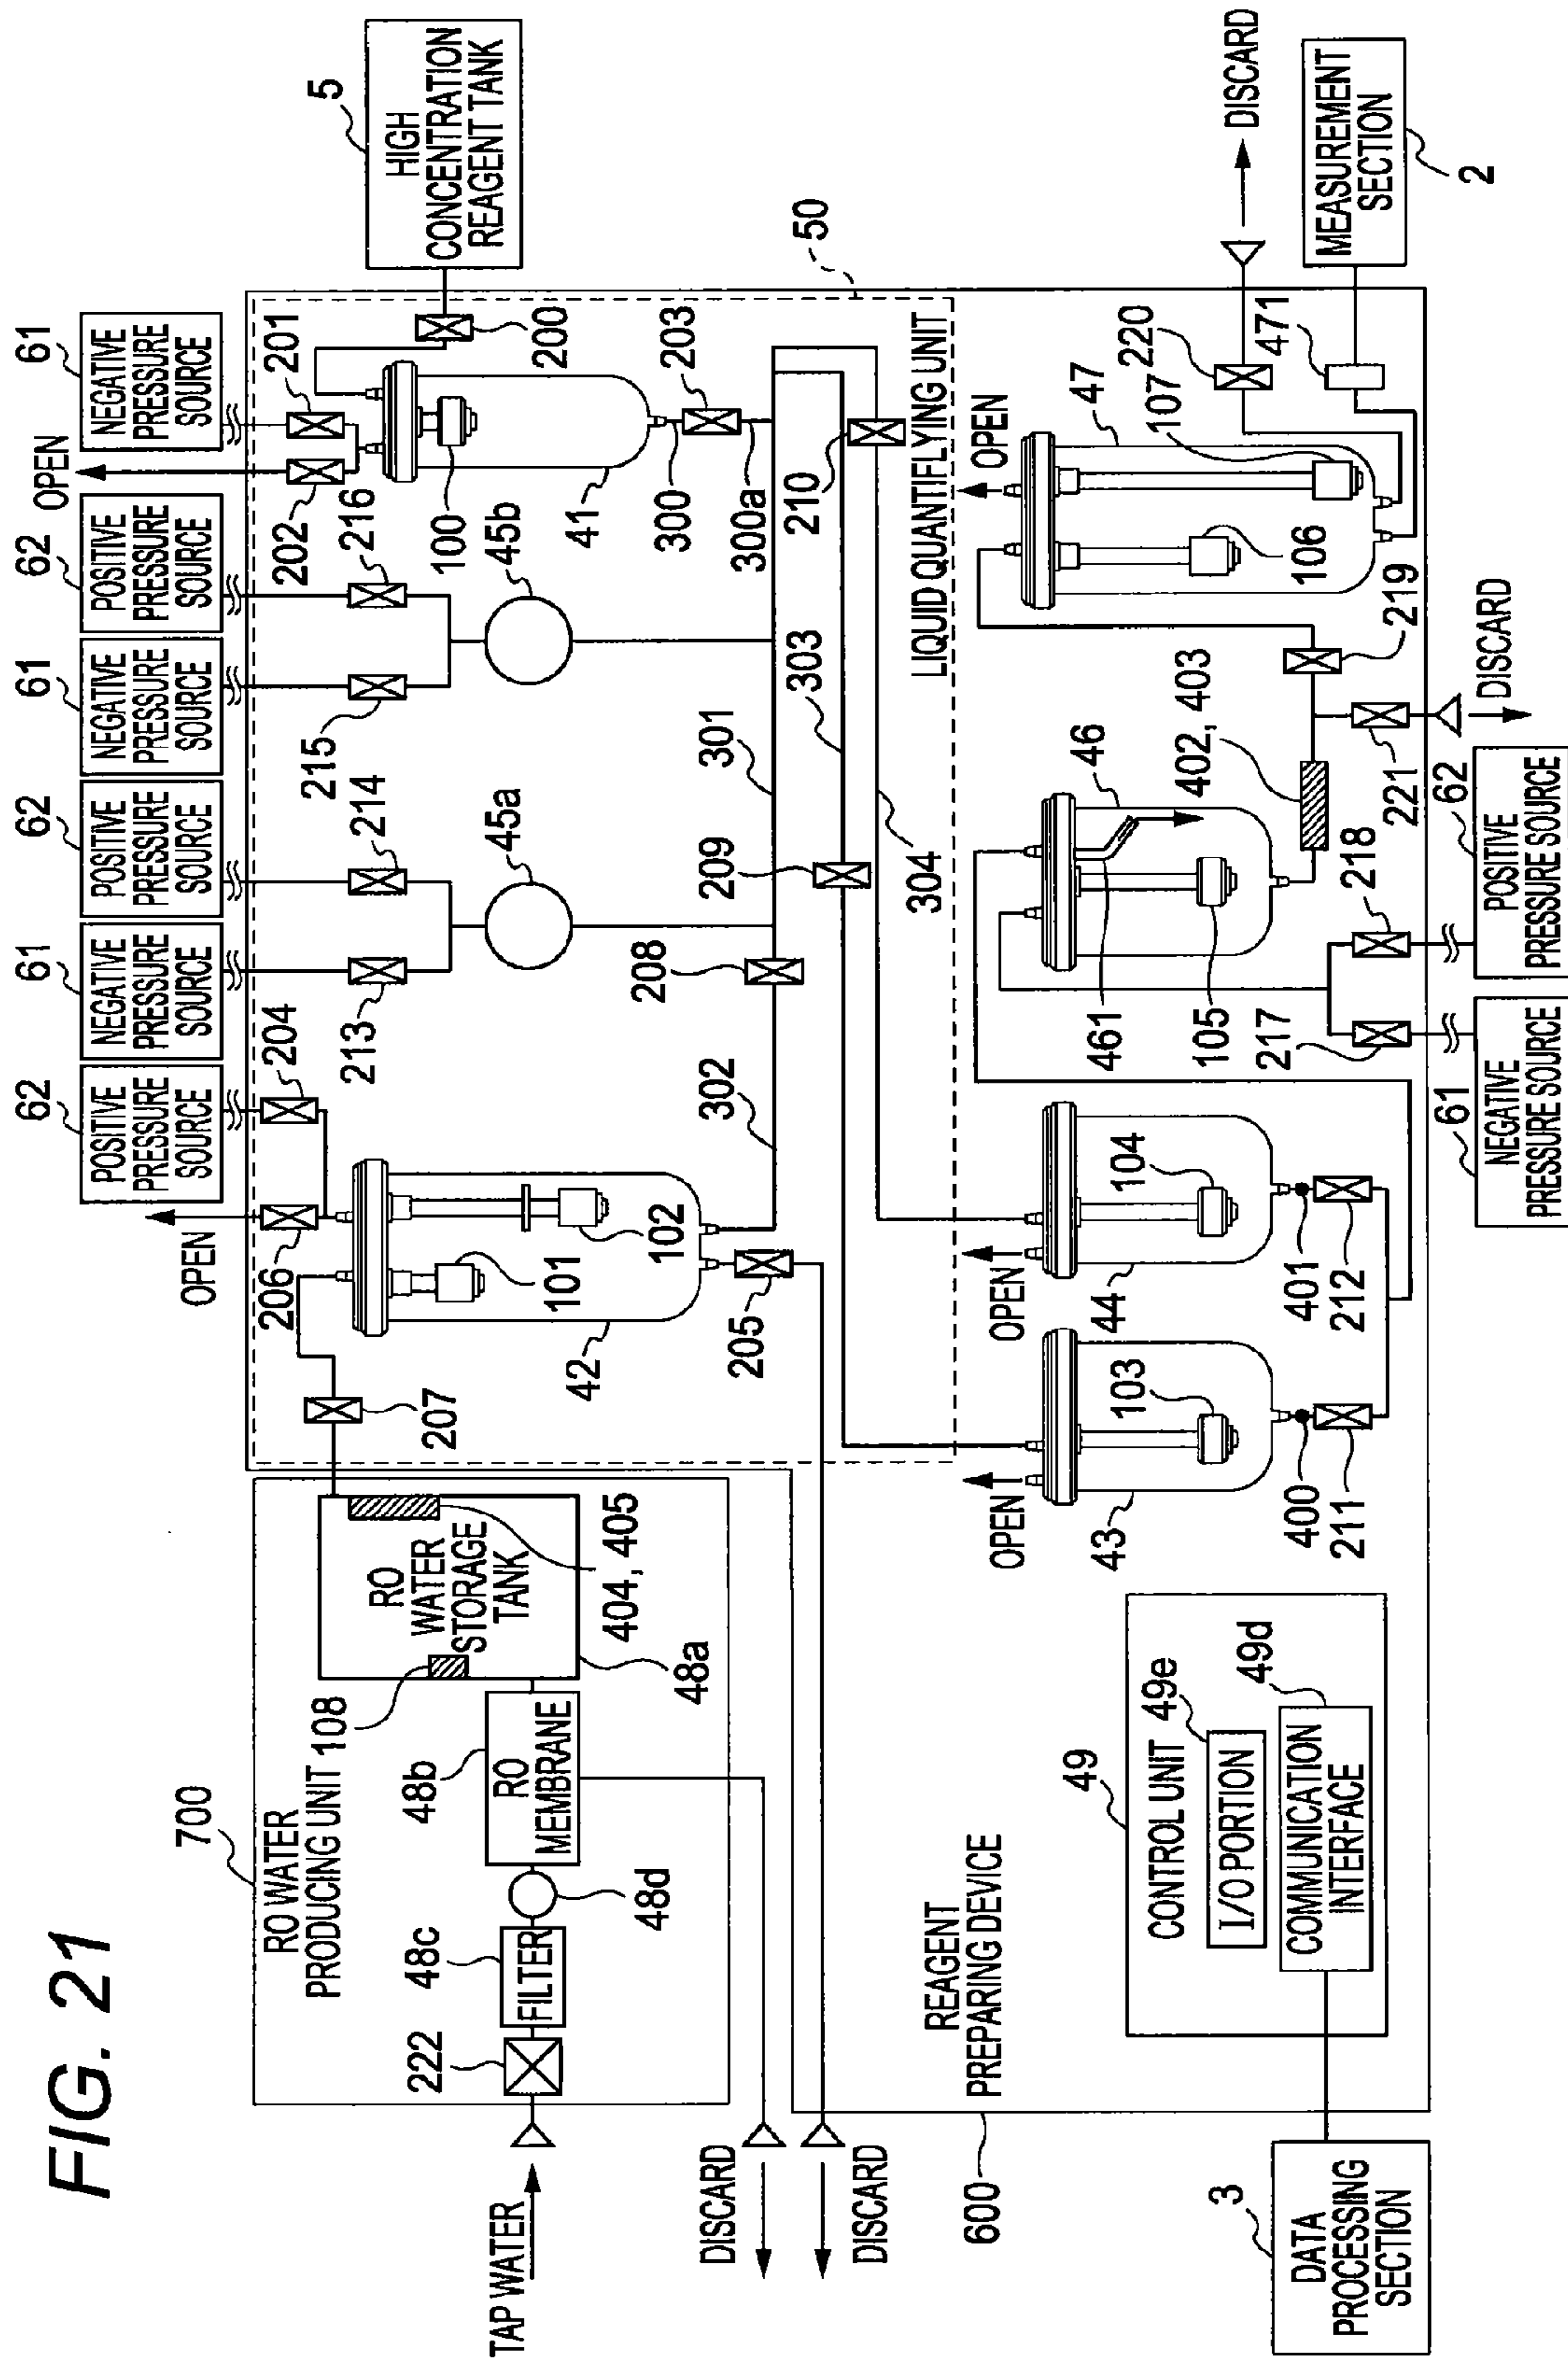 FIG. 21
61
NEGATIVE
PRESSURE
SOURCE
OPEN
62
POSITIVE
PRESSURE
SOURCE
61
NEGATIVE
PRESSURE
SOURCE
62
POSITIVE
PRESSURE
SOURCE
61
NEGATIVE
PRESSURE
SOURCE
62
POSITIVE
PRESSURE
SOURCE
OPEN
5
HIGH
CONCENTRATION
REAGENT TANK
201
202
200
216
215
214
213
204
206
207
100
41
203
300
300a
45b
45a
210
50
LIQUID QUANTIFLYING UNIT
301
303
304
209
208
302
101
102
42
205
700
RO WATER
PRODUCING UNIT
108
RO
WATER
STORAGE
TANK
404, 405
48a
48b
RO
MEMBRANE
48d
48c
FILTER
222
TAP WATER
DISCARD
DISCARD
600
REAGENT
PREPARING DEVICE
49
CONTROL UNIT
49e
I/O PORTION
49d
COMMUNICATION
INTERFACE
3
DATA
PROCESSING
SECTION
OPEN
43
103
400
211
OPEN
44
104
401
212
46
461
105
402, 403
217
218
61
NEGATIVE
PRESSURE SOURCE
62
POSITIVE
PRESSURE SOURCE
221
DISCARD
219
OPEN
47
106
107
220
471
DISCARD
MEASUREMENT
SECTION
2